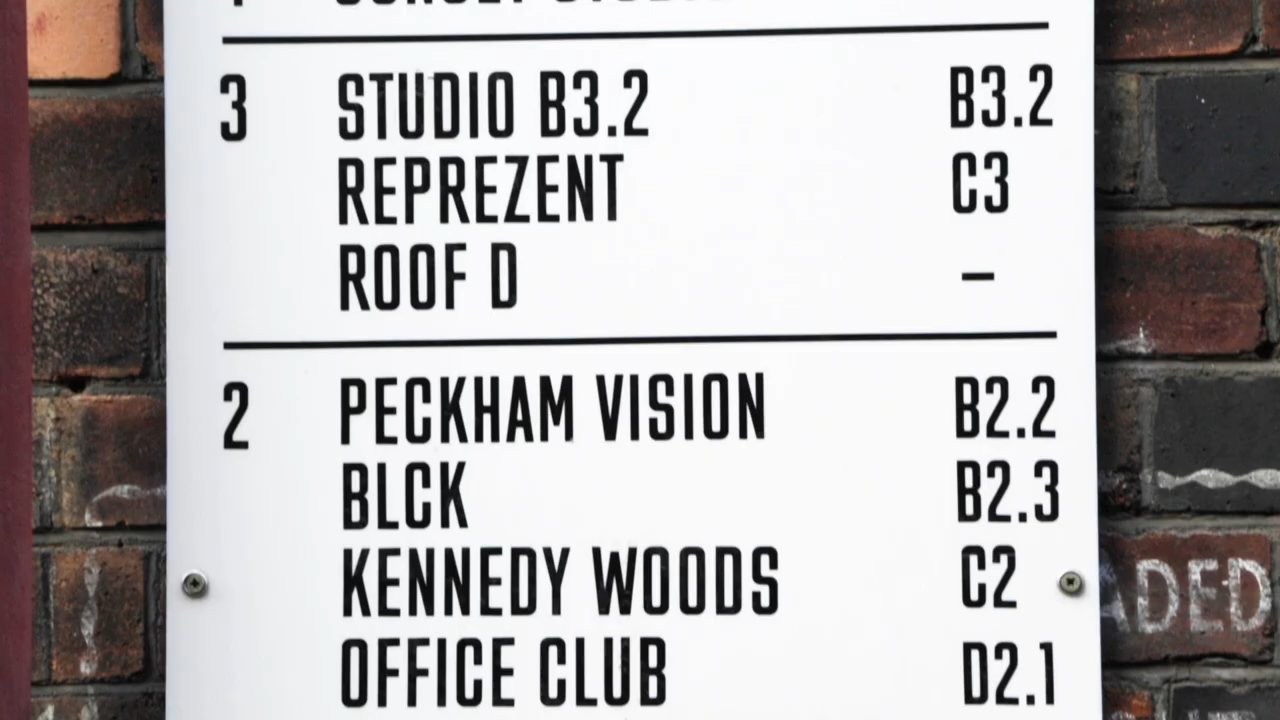 3 STUDIO B3.2 B3.2
REPREZENT C3
ROOF D –
2 PECKHAM VISION B2.2
BLCK B2.3
KENNEDY WOODS C2
OFFICE CLUB D2.1